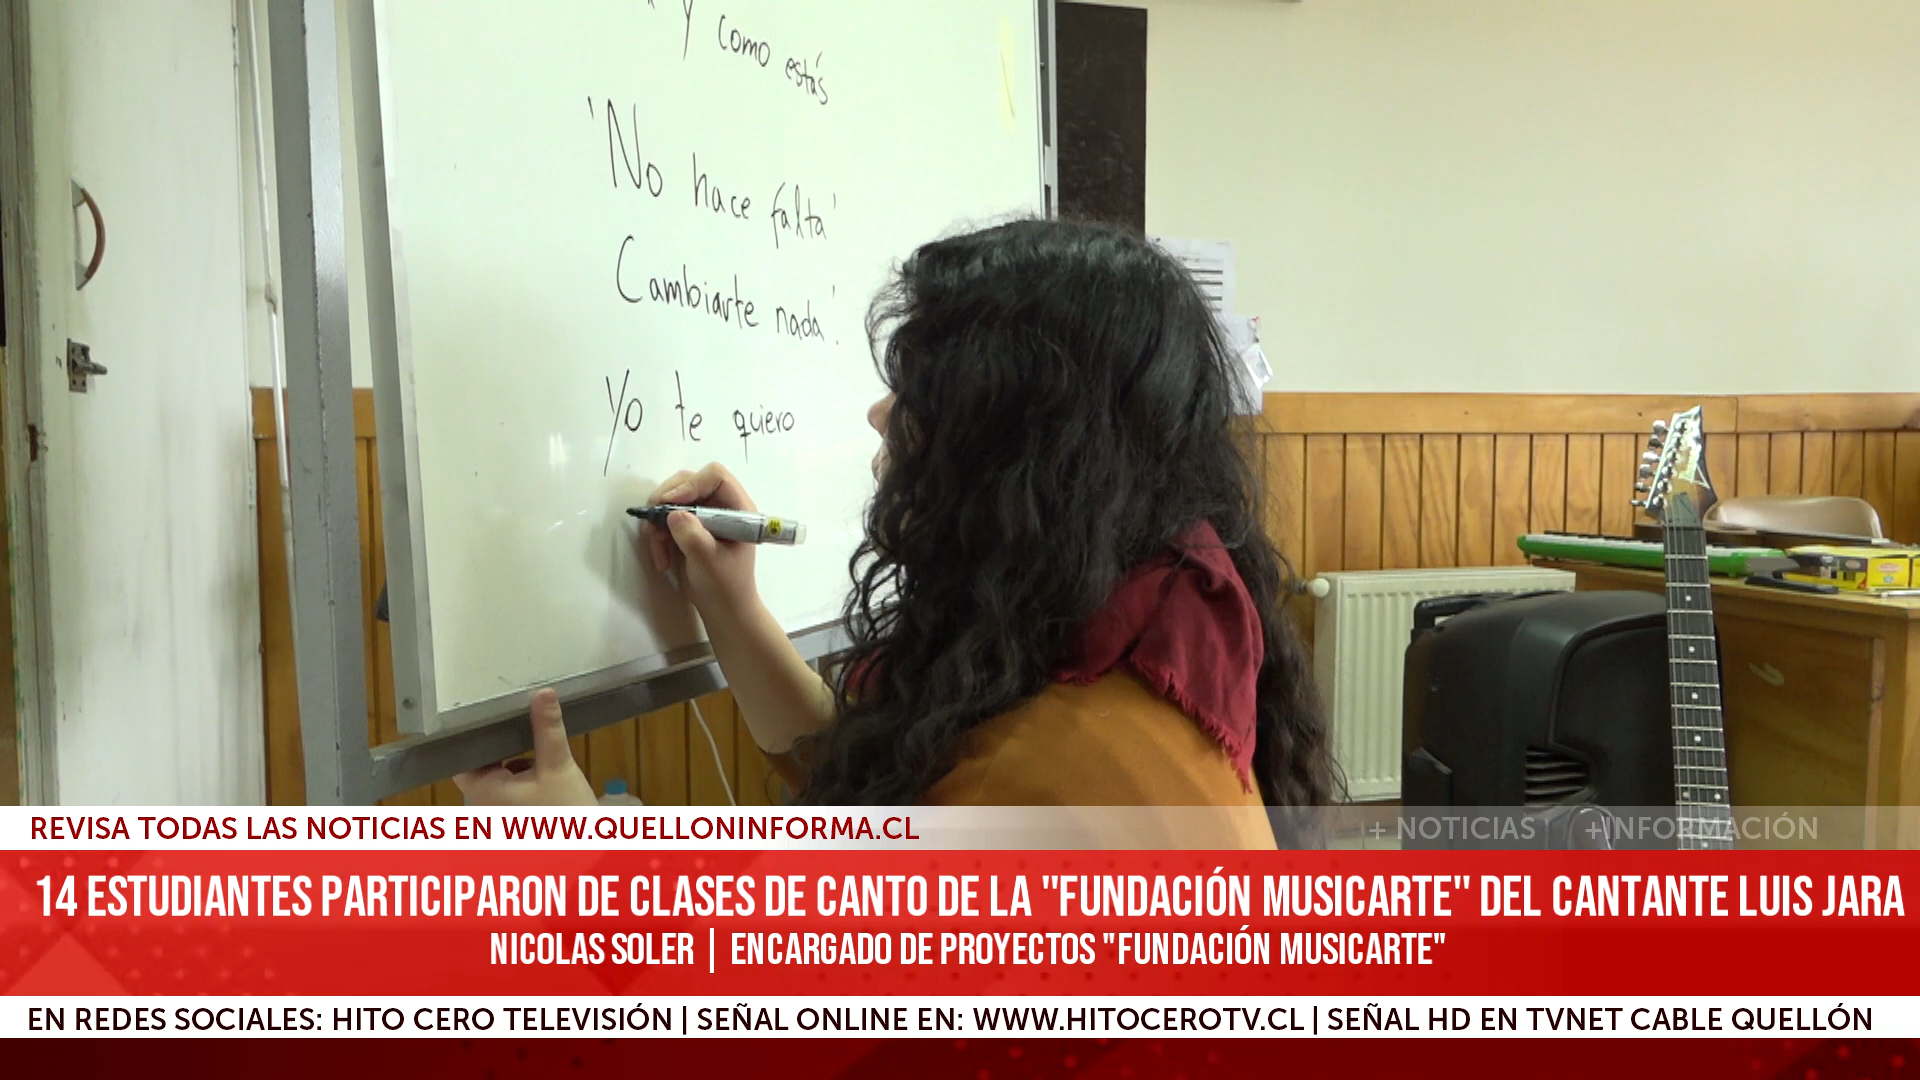 Y como estás
'No hace falta'
Cambiarte nada'.
Yo te quiero
REVISA TODAS LAS NOTICIAS EN WWW.QUELLONINFORMA.CL
+ NOTICIAS +INFORMACIÓN
14 ESTUDIANTES PARTICIPARON DE CLASES DE CANTO DE LA "FUNDACIÓN MUSICARTE" DEL CANTANTE LUIS JARA
NICOLAS SOLER | ENCARGADO DE PROYECTOS "FUNDACIÓN MUSICARTE"
EN REDES SOCIALES: HITO CERO TELEVISIÓN | SEÑAL ONLINE EN: WWW.HITOCEROTV.CL | SEÑAL HD EN TVNET CABLE QUELLÓN